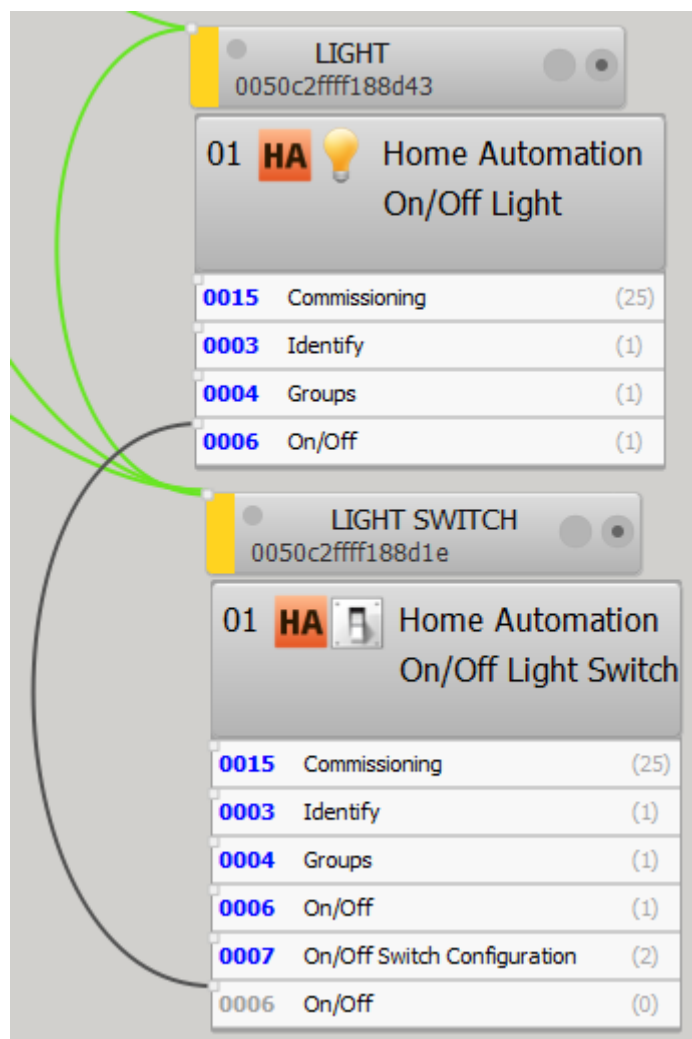 LIGHT
0050c2ffff188d43
01 HA Home Automation
On/Off Light
0015 Commissioning (25)
0003 Identify (1)
0004 Groups (1)
0006 On/Off (1)
LIGHT SWITCH
0050c2ffff188d1e
01 HA Home Automation
On/Off Light Switch
0015 Commissioning (25)
0003 Identify (1)
0004 Groups (1)
0006 On/Off (1)
0007 On/Off Switch Configuration (2)
0006 On/Off (0)